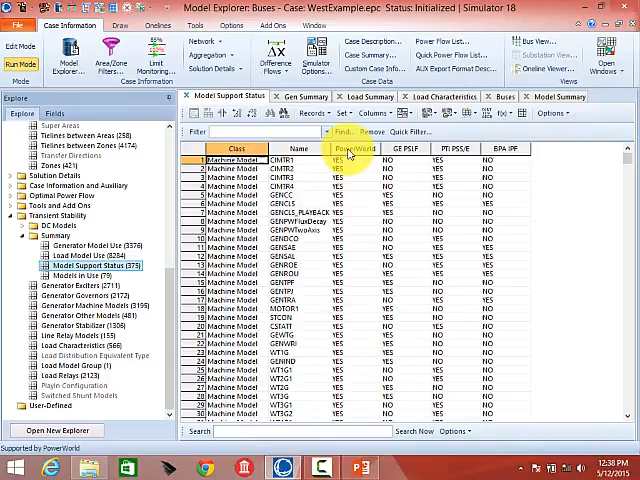 Model Explorer: Buses - Case: WestExample.epc Status: Initialized | Simulator 18
File Case Information Draw Onelines Tools Options Add Ons Window
Edit Mode
Run Mode
Model Explorer...
Area/Zone Filters...
Limit Monitoring...
Network
Aggregation
Solution Details
Case Information
Difference Flows
Simulator Options...
Case Description...
Case Summary...
Custom Case Info...
Power Flow List...
Quick Power Flow List...
AUX Export Format Desc...
Case Data
Bus View...
Substation View...
Oneline Viewer...
Open Windows
Views
Explore
Explore Fields
Super Areas
Tielines between Areas (258)
Tielines between Zones (4174)
Transfer Directions
Zones (421)
Solution Details
Case Information and Auxiliary
Optimal Power Flow
Tools and Add Ons
Transient Stability
DC Models
Summary
Generator Model Use (3376)
Load Model Use (8284)
Model Support Status (375)
Models in Use (79)
Generator Exciters (2711)
Generator Governors (2172)
Generator Machine Models (3195)
Generator Other Models (481)
Generator Stabilizer (1306)
Line Relay Models (155)
Load Characteristics (566)
Load Distributed Equivalent Type
Load Model Group (1)
Load Relays (2123)
PlayIn Configuration
Switched Shunt Models
User-Defined
Open New Explorer
Model Support Status Gen Summary Load Summary Load Characteristics Buses Model Summary
Records Set Columns Options
Filter Find... Remove Quick Filter...
Class Name PowerWorld GE PSLF PTI PSS/E BPA IPF
1 Machine Model CIMTR1 YES NO YES NO
2 Machine Model CIMTR2 YES NO YES NO
3 Machine Model CIMTR3 YES NO YES NO
4 Machine Model CIMTR4 YES NO YES NO
5 Machine Model GENCC YES YES NO NO
6 Machine Model GENCLS YES YES YES YES
7 Machine Model GENCLS_PLAYBACK YES NO NO NO
8 Machine Model GENPWFluxDecay YES NO NO NO
9 Machine Model GENPWTwoAxis YES NO NO NO
10 Machine Model GENDCO YES NO YES NO
11 Machine Model GENSAE YES NO YES YES
12 Machine Model GENSAL YES YES YES YES
13 Machine Model GENROE YES NO YES YES
14 Machine Model GENROU YES YES YES YES
15 Machine Model GENTPF YES YES NO NO
16 Machine Model GENTPJ YES YES NO NO
17 Machine Model GENTRA YES YES YES NO
18 Machine Model MOTOR1 YES YES NO NO
19 Machine Model STCON YES NO NO NO
20 Machine Model CSTATT YES NO YES NO
21 Machine Model GEWTG YES YES NO NO
22 Machine Model GENWRI YES YES NO NO
23 Machine Model WT1G YES YES NO NO
24 Machine Model GENIND YES YES NO NO
25 Machine Model WT1G1 YES NO YES NO
26 Machine Model WT2G1 YES NO YES NO
27 Machine Model WT2G YES YES NO NO
28 Machine Model WT3G YES YES NO NO
29 Machine Model WT3G1 YES NO YES NO
30 Machine Model WT3G2 YES NO YES NO
Search Search Now Options
Supported by PowerWorld
12:38 PM
5/12/2015